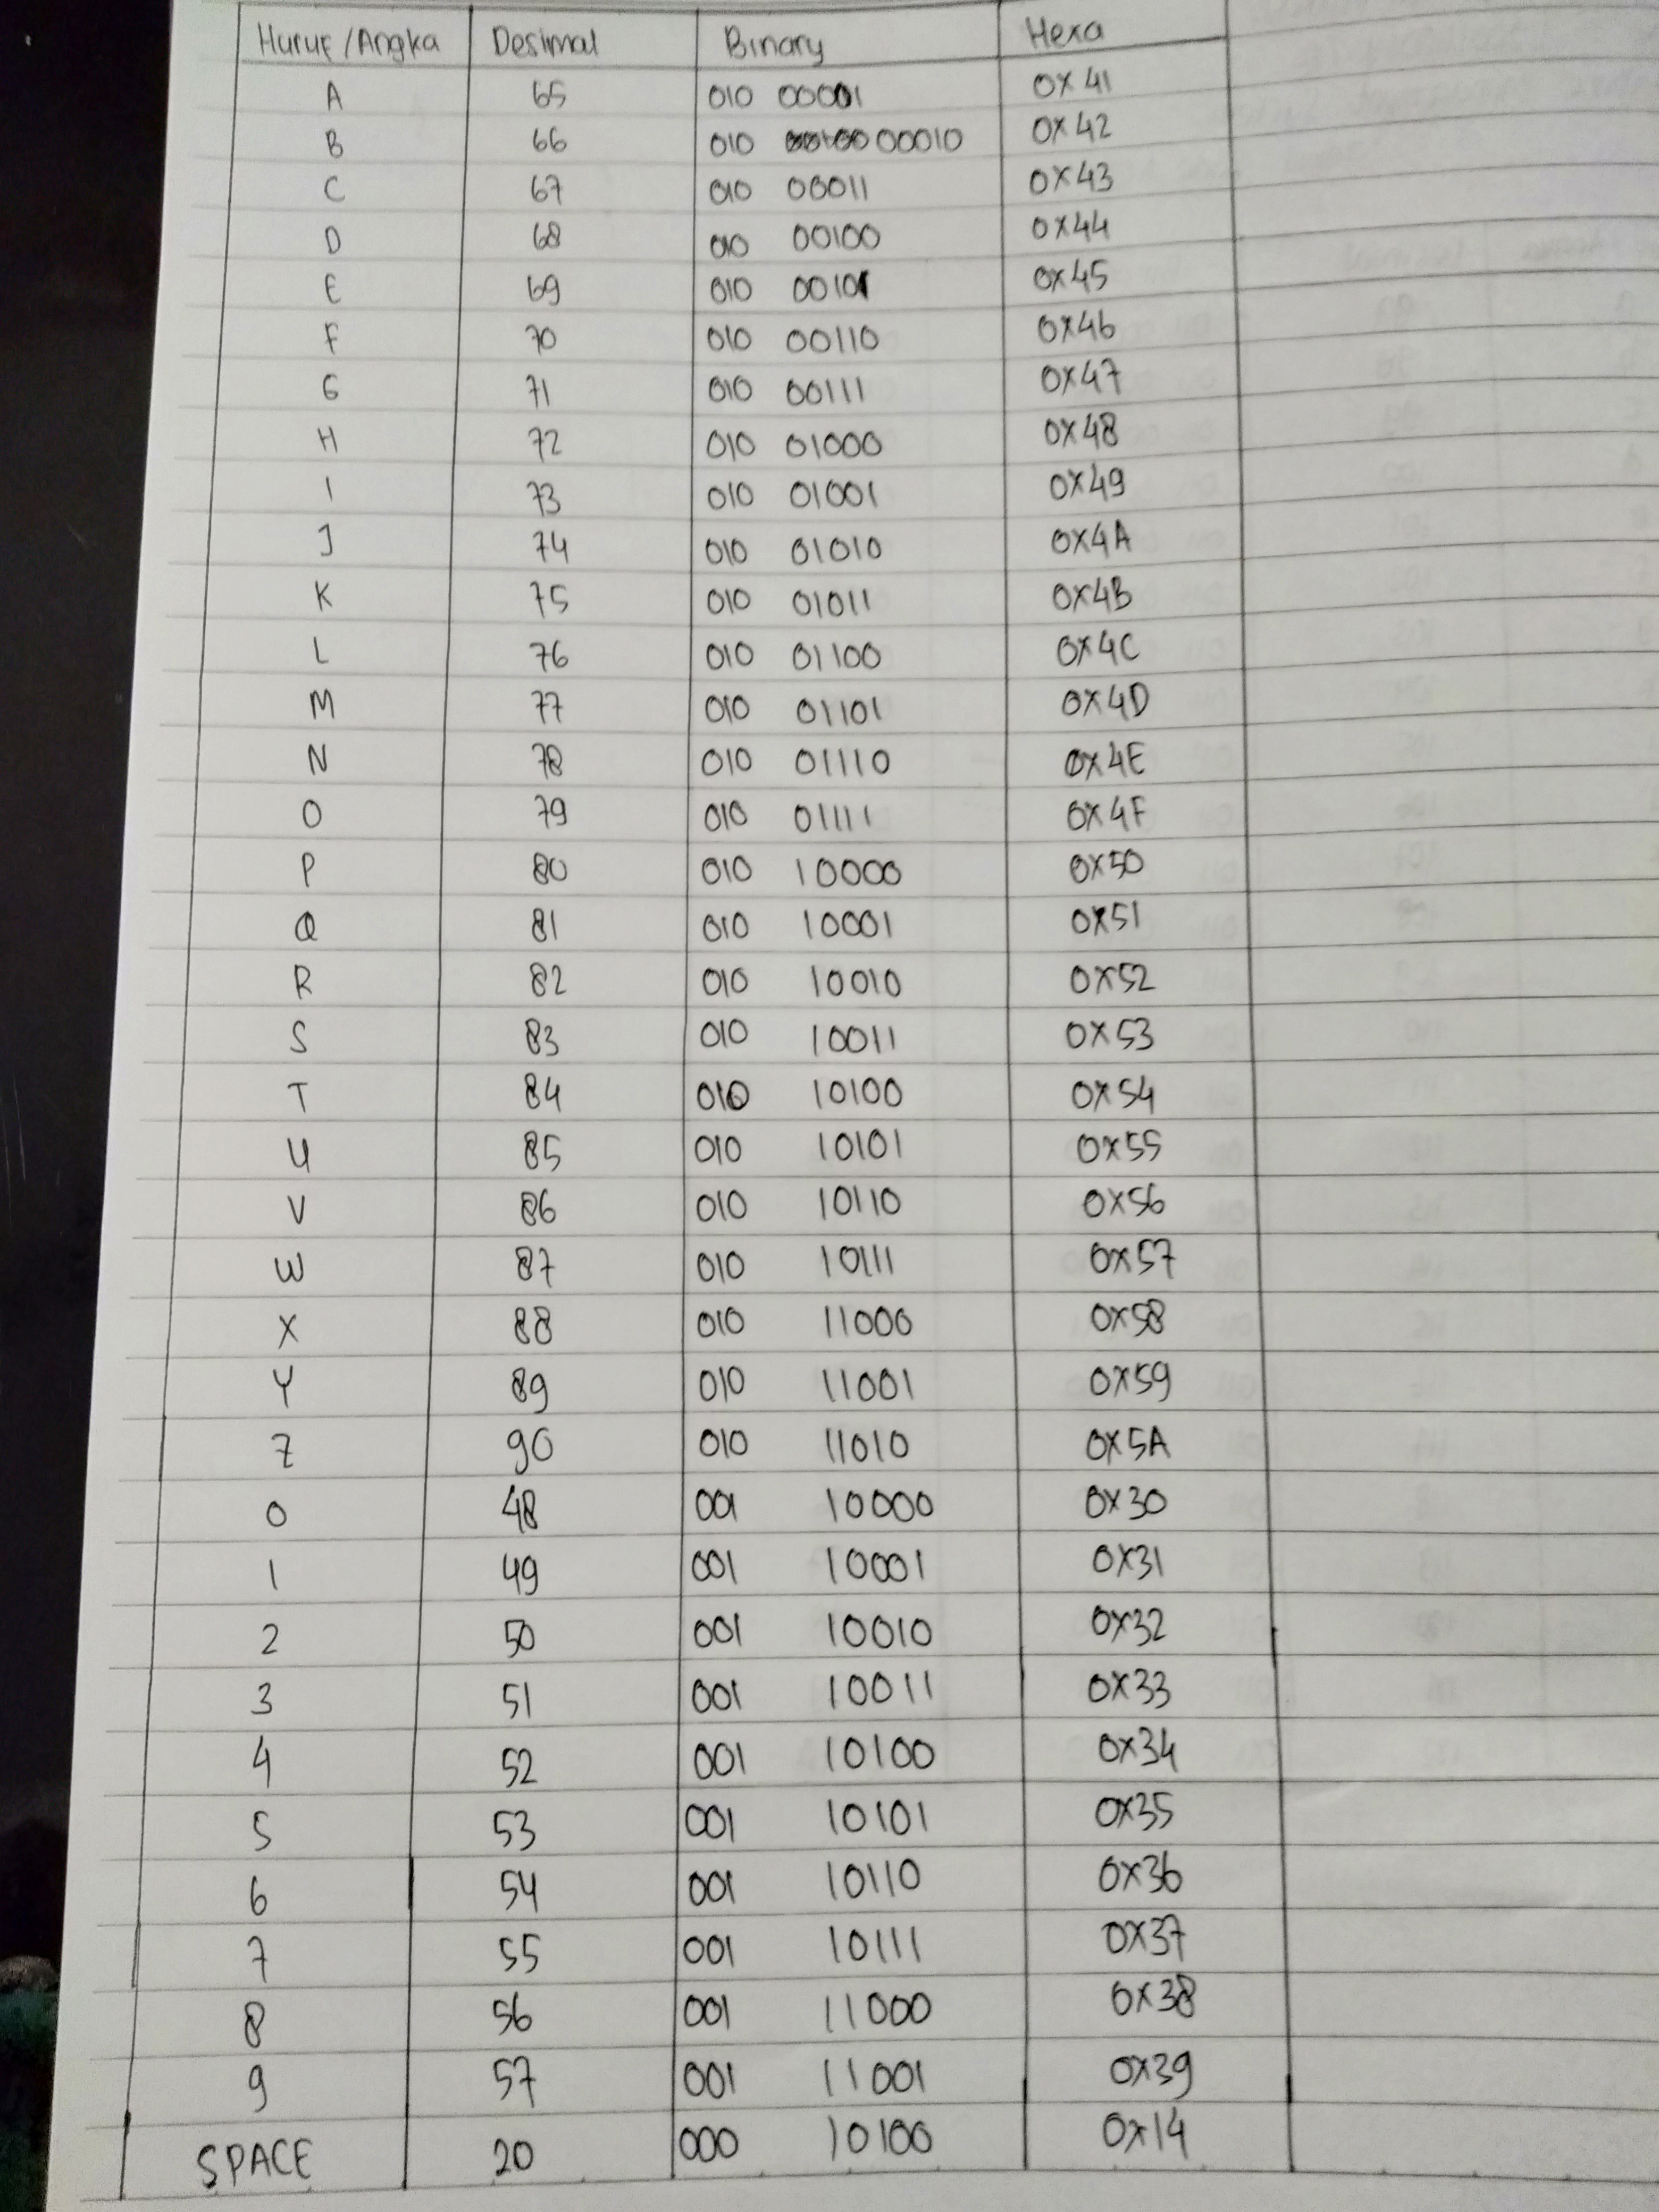 Huruf/Angka Desimal Binary Hexa
A 65 010 00001 0x41
B 66 010 00010 0x42
C 67 010 00011 0x43
D 68 010 00100 0x44
E 69 010 00101 0x45
F 70 010 00110 0x46
G 71 010 00111 0x47
H 72 010 01000 0x48
I 73 010 01001 0x49
J 74 010 01010 0x4A
K 75 010 01011 0x4B
L 76 010 01100 0x4C
M 77 010 01101 0x4D
N 78 010 01110 0x4E
O 79 010 01111 0x4F
P 80 010 10000 0x50
Q 81 010 10001 0x51
R 82 010 10010 0x52
S 83 010 10011 0x53
T 84 010 10100 0x54
U 85 010 10101 0x55
V 86 010 10110 0x56
W 87 010 10111 0x57
X 88 010 11000 0x58
Y 89 010 11001 0x59
Z 90 010 11010 0x5A
0 48 001 10000 0x30
1 49 001 10001 0x31
2 50 001 10010 0x32
3 51 001 10011 0x33
4 52 001 10100 0x34
5 53 001 10101 0x35
6 54 001 10110 0x36
7 55 001 10111 0x37
8 56 001 11000 0x38
9 57 001 11001 0x39
SPACE 20 000 10100 0x14